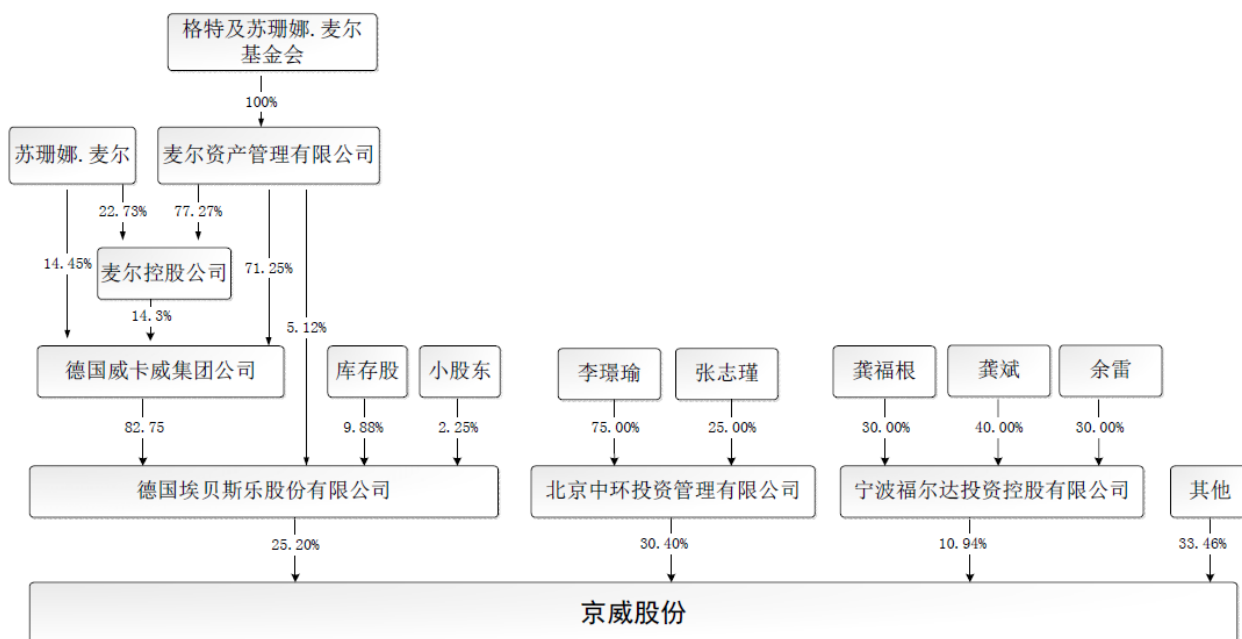 格特及苏珊娜.麦尔
基金会
100%
苏珊娜.麦尔
麦尔资产管理有限公司
22.73%
77.27%
14.45%
麦尔控股公司
71.25%
14.3%
5.12%
德国威卡威集团公司
库存股
小股东
李璟瑜
张志瑾
龚福根
龚斌
余雷
82.75
9.88%
2.25%
75.00%
25.00%
30.00%
40.00%
30.00%
德国埃贝斯乐股份有限公司
北京中环投资管理有限公司
宁波福尔达投资控股有限公司
其他
25.20%
30.40%
10.94%
33.46%
京威股份